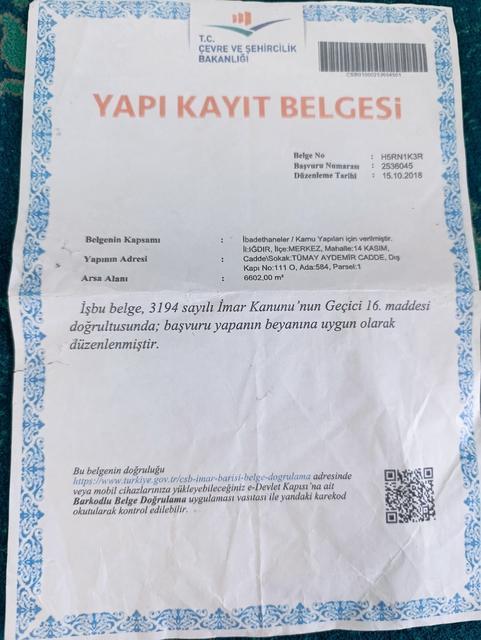 T.C.
ÇEVRE VE ŞEHİRCİLİK
BAKANLIĞI
YAPI KAYIT BELGESİ
Belge No : H5RN1K3R
Başvuru Numarası : 2536045
Düzenleme Tarihi : 15.10.2018
Belgenin Kapsamı : İbadethaneler / Kamu Yapıları için verilmiştir.
Yapının Adresi : İl:IĞDIR, İlçe:MERKEZ, Mahalle:14 KASIM,
Cadde\Sokak:TÜMAY AYDEMİR CADDE, Dış
Kapı No:111 O, Ada:584, Parsel:1
Arsa Alanı : 6602,00 m²
İşbu belge, 3194 sayılı İmar Kanunu'nun Geçici 16. maddesi
doğrultusunda; başvuru yapanın beyanına uygun olarak
düzenlenmiştir.
Bu belgenin doğruluğu
https://www.turkiye.gov.tr/csb-imar-barisi-belge-dogrulama adresinde
veya mobil cihazlarınıza yükleyebileceğiniz e-Devlet Kapısı'na ait
Barkodlu Belge Doğrulama uygulaması vasıtası ile yandaki karekod
okutularak kontrol edilebilir.